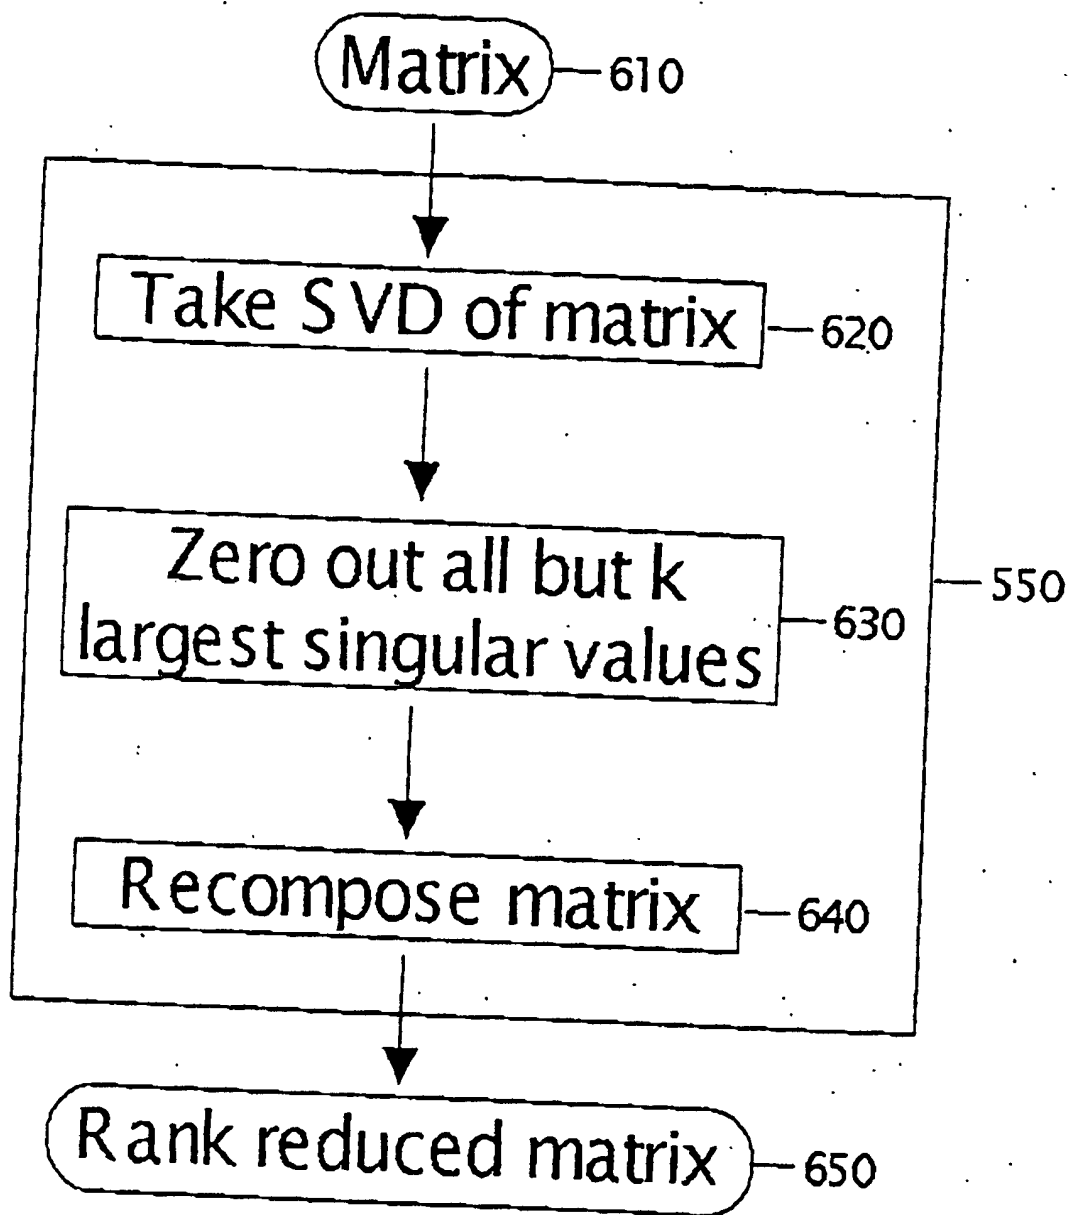 Matrix 610
Take SVD of matrix 620
Zero out all but k
largest singular values 630
550
Recompose matrix 640
Rank reduced matrix 650